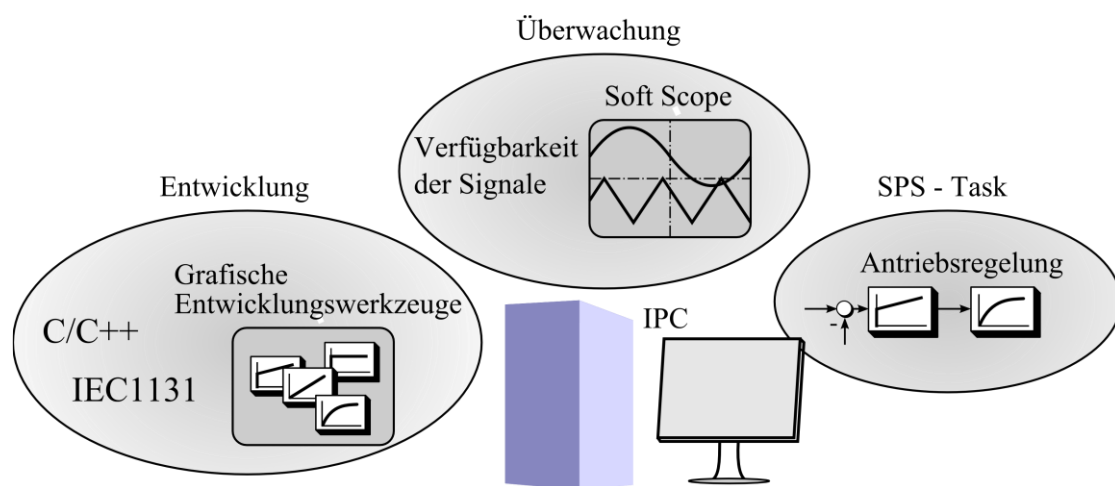 Überwachung
Soft Scope
Verfügbarkeit
der Signale
Entwicklung
Grafische
Entwicklungswerkzeuge
C/C++
IEC1131
SPS - Task
Antriebsregelung
-
IPC